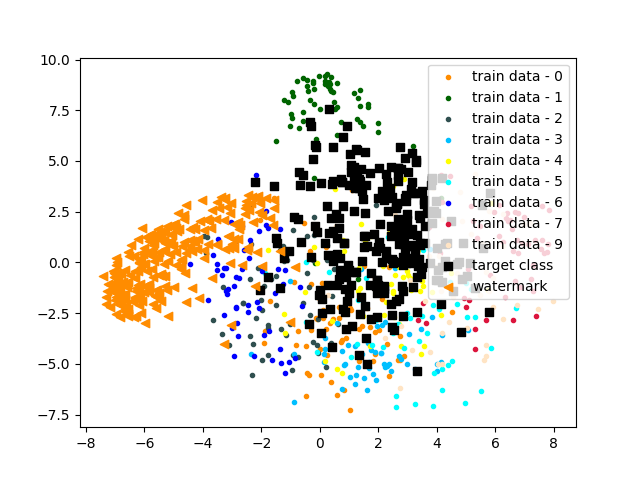 10.0
7.5
5.0
2.5
0.0
−2.5
−5.0
−7.5
−8
−6
−4
−2
0
2
4
6
8
train data - 0
train data - 1
train data - 2
train data - 3
train data - 4
train data - 5
train data - 6
train data - 7
train data - 9
target class
watermark